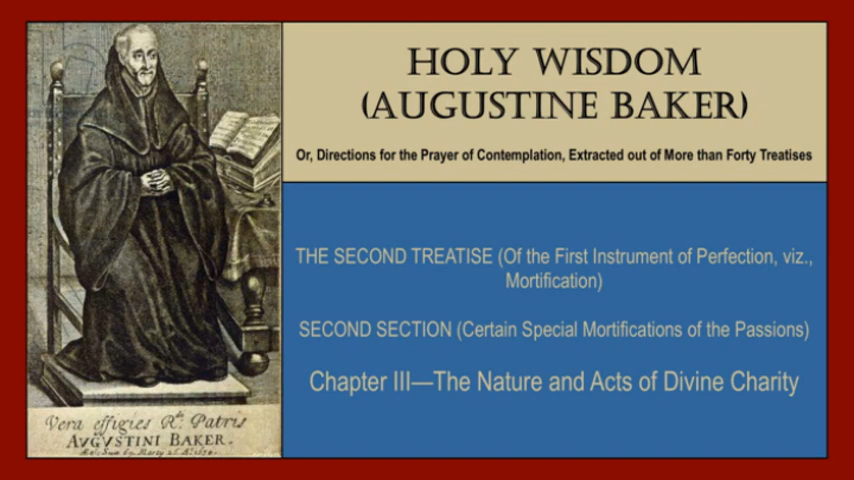 HOLY WISDOM
(AUGUSTINE BAKER)
Or, Directions for the Prayer of Contemplation, Extracted out of More than Forty Treatises
THE SECOND TREATISE (Of the First Instrument of Perfection, viz.,
Mortification)
SECOND SECTION (Certain Special Mortifications of the Passions)
Chapter III—The Nature and Acts of Divine Charity
Vera effigies R. Patris
AVGVSTINI BAKER.